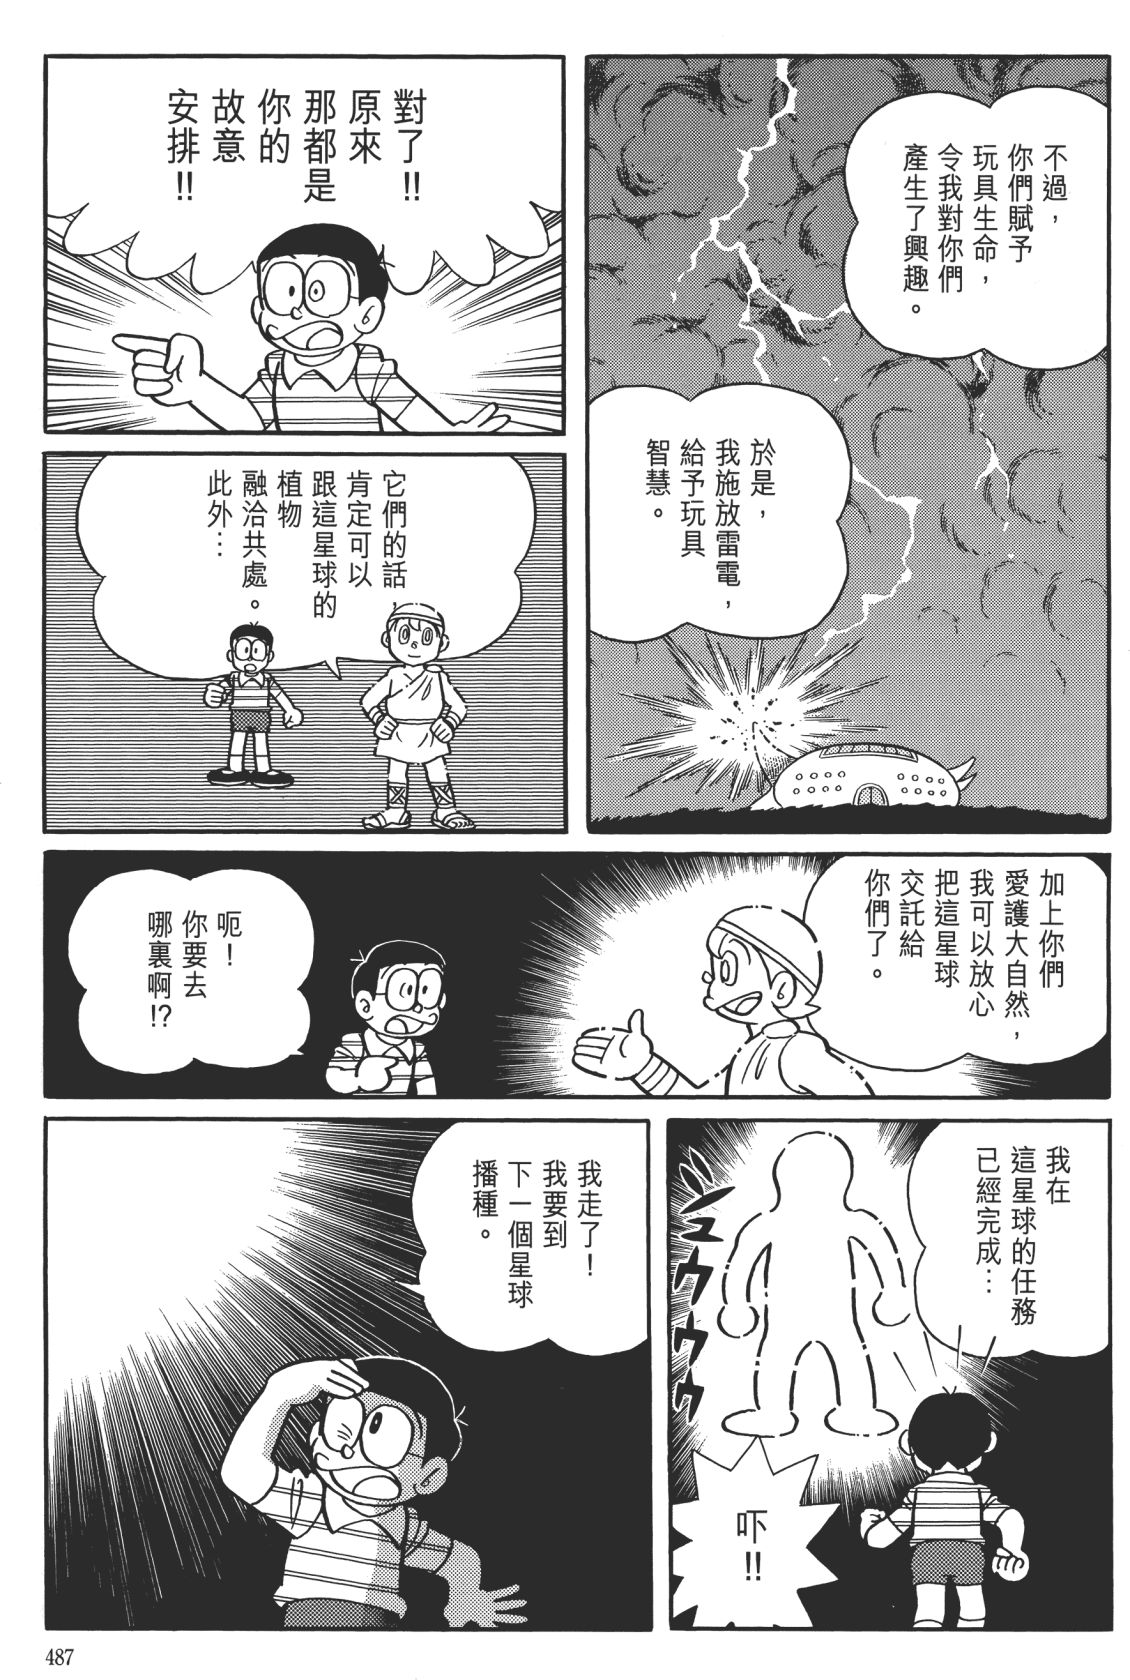 不過，
你們賦予
玩具生命，
令我對你們
產生了興趣。
於是，
我施放雷電，
給予玩具
智慧。
對了!!
原來
那都是
你的
故意
安排!!
它們的話，
肯定可以
跟這星球的
植物
融洽共處。
此外…
加上你們
愛護大自然，
我可以放心
把這星球
交託給
你們了。
呃！
你要去
哪裏啊!?
我在
這星球的任務
已經完成…
シュウウウ
吓!!
我走了！
我要到
下一個星球
播種。
487